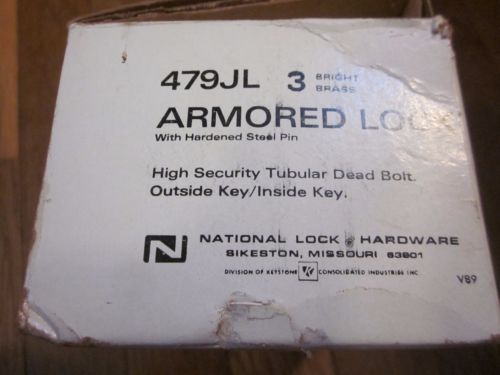 479JL 3 BRIGHT BRASS
ARMORED LOC
With Hardened Steel Pin
High Security Tubular Dead Bolt.
Outside Key/Inside Key.
N NATIONAL LOCK HARDWARE
SIKESTON, MISSOURI 63801
DIVISION OF KEYSTONE CONSOLIDATED INDUSTRIES INC
V89